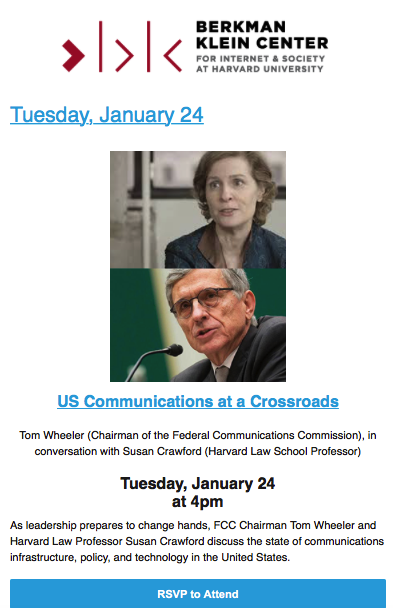 BERKMAN
KLEIN CENTER
FOR INTERNET & SOCIETY
AT HARVARD UNIVERSITY
Tuesday, January 24
US Communications at a Crossroads
Tom Wheeler (Chairman of the Federal Communications Commission), in
conversation with Susan Crawford (Harvard Law School Professor)
Tuesday, January 24
at 4pm
As leadership prepares to change hands, FCC Chairman Tom Wheeler and
Harvard Law Professor Susan Crawford discuss the state of communications
infrastructure, policy, and technology in the United States.
RSVP to Attend